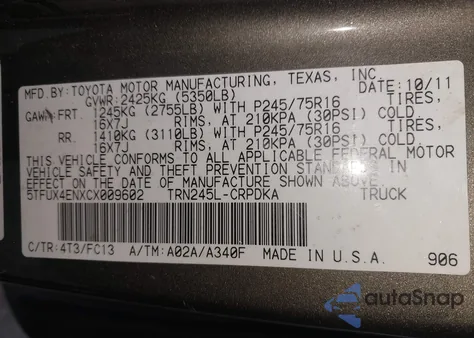 MFD.BY:TOYOTA MOTOR MANUFACTURING, TEXAS, INC.
GVWR:2425KG (5350LB) DATE:10/11
GAWR:FRT. 1245KG (2755LB) WITH P245/75R16 TIRES,
16X7J RIMS, AT 210KPA (30PSI) COLD
RR. 1410KG (3110LB) WITH P245/75R16 TIRES,
16X7J RIMS, AT 210KPA (30PSI) COLD
THIS VEHICLE CONFORMS TO ALL APPLICABLE FEDERAL MOTOR
VEHICLE SAFETY AND THEFT PREVENTION STANDARDS IN
EFFECT ON THE DATE OF MANUFACTURE SHOWN ABOVE.
5TFUX4ENXCX009602 TRN245L-CRPDKA TRUCK
C/TR:4T3/FC13 A/TM:A02A/A340F MADE IN U.S.A. 906
autoSnap